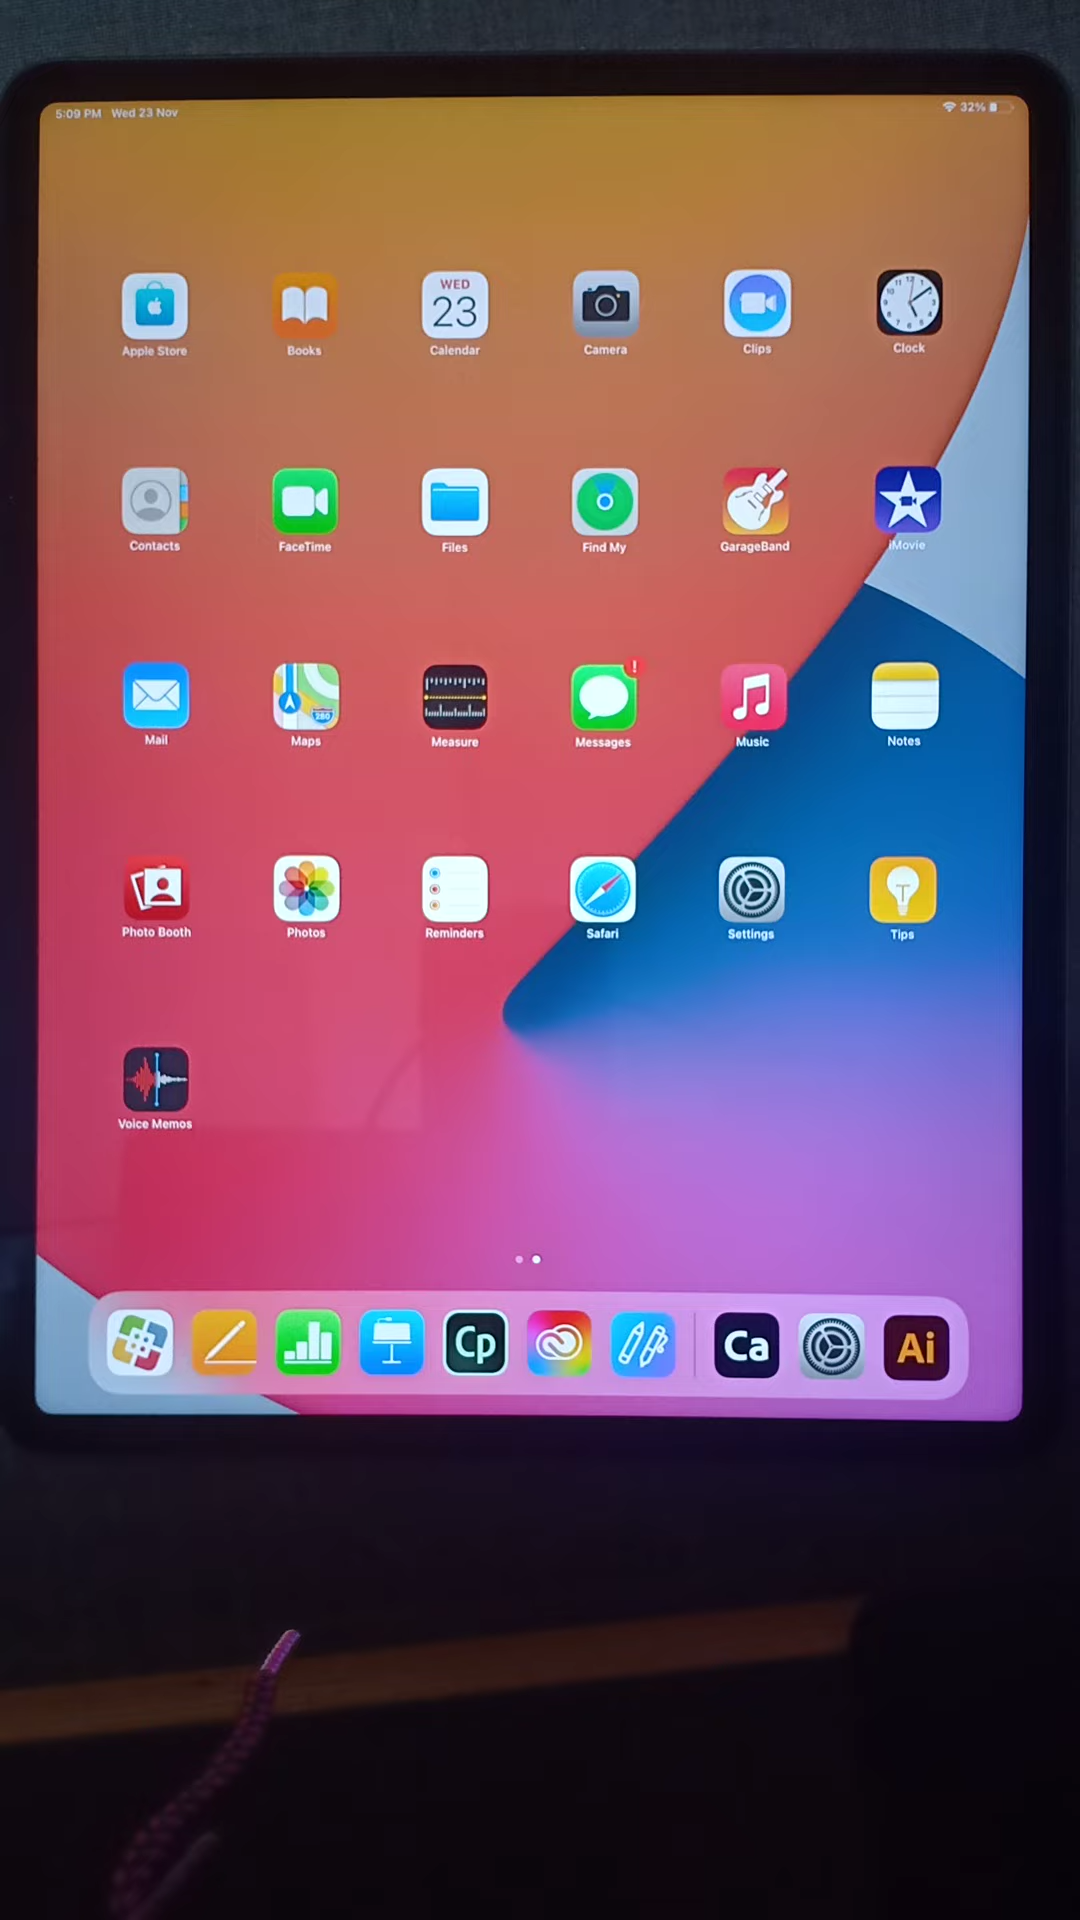 5:09 PM Wed 23 Nov 32%
WED
23
Apple Store Books Calendar Camera Clips Clock
Contacts FaceTime Files Find My GarageBand iMovie
280
Mail Maps Measure Messages Music Notes
Photo Booth Photos Reminders Safari Settings Tips
Voice Memos
Cp Ca Ai